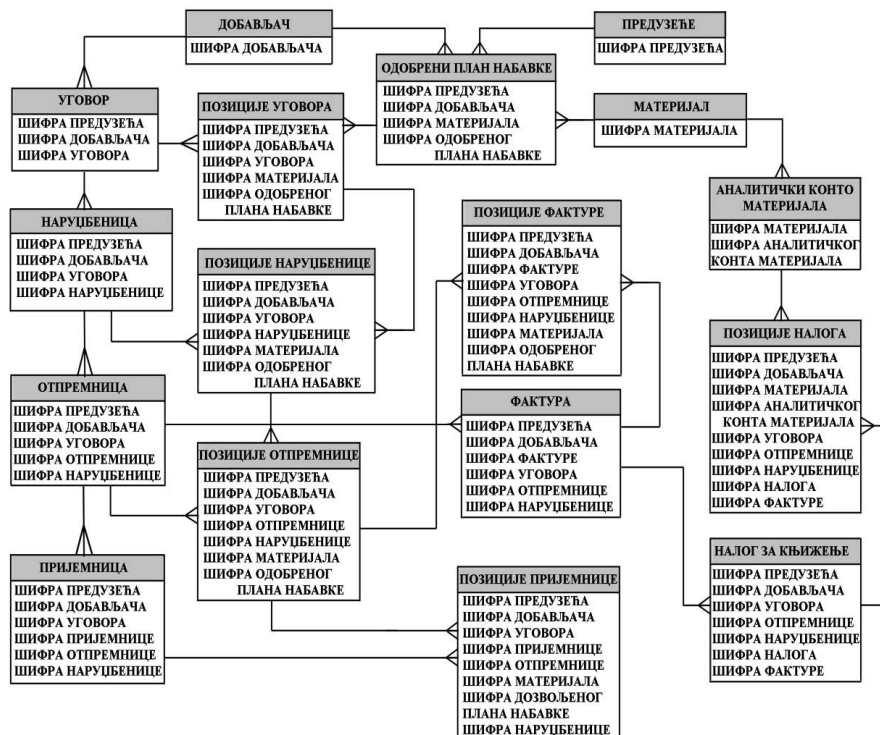 ДОБАВЉАЧ
ШИФРА ДОБАВЉАЧА
ПРЕДУЗЕЋЕ
ШИФРА ПРЕДУЗЕЋА
ОДОБРЕНИ ПЛАН НАБАВКЕ
ШИФРА ПРЕДУЗЕЋА
ШИФРА ДОБАВЉАЧА
ШИФРА МАТЕРИЈАЛА
ШИФРА ОДОБРЕНОГ
ПЛАНА НАБАВКЕ
УГОВОР
ШИФРА ПРЕДУЗЕЋА
ШИФРА ДОБАВЉАЧА
ШИФРА УГОВОРА
ПОЗИЦИЈЕ УГОВОРА
ШИФРА ПРЕДУЗЕЋА
ШИФРА ДОБАВЉАЧА
ШИФРА УГОВОРА
ШИФРА МАТЕРИЈАЛА
ШИФРА ОДОБРЕНОГ
ПЛАНА НАБАВКЕ
МАТЕРИЈАЛ
ШИФРА МАТЕРИЈАЛА
АНАЛИТИЧКИ КОНТО
МАТЕРИЈАЛА
ШИФРА МАТЕРИЈАЛА
ШИФРА АНАЛИТИЧКОГ
КОНТА МАТЕРИЈАЛА
НАРУЏБЕНИЦА
ШИФРА ПРЕДУЗЕЋА
ШИФРА ДОБАВЉАЧА
ШИФРА УГОВОРА
ШИФРА НАРУЏБЕНИЦЕ
ПОЗИЦИЈЕ НАРУЏБЕНИЦЕ
ШИФРА ПРЕДУЗЕЋА
ШИФРА ДОБАВЉАЧА
ШИФРА УГОВОРА
ШИФРА НАРУЏБЕНИЦЕ
ШИФРА МАТЕРИЈАЛА
ШИФРА ОДОБРЕНОГ
ПЛАНА НАБАВКЕ
ПОЗИЦИЈЕ ФАКТУРЕ
ШИФРА ПРЕДУЗЕЋА
ШИФРА ДОБАВЉАЧА
ШИФРА ФАКТУРЕ
ШИФРА УГОВОРА
ШИФРА ОТПРЕМНИЦЕ
ШИФРА НАРУЏБЕНИЦЕ
ШИФРА МАТЕРИЈАЛА
ШИФРА ОДОБРЕНОГ
ПЛАНА НАБАВКЕ
ПОЗИЦИЈЕ НАЛОГА
ШИФРА ПРЕДУЗЕЋА
ШИФРА ДОБАВЉАЧА
ШИФРА МАТЕРИЈАЛА
ШИФРА АНАЛИТИЧКОГ
КОНТА МАТЕРИЈАЛА
ШИФРА УГОВОРА
ШИФРА ОТПРЕМНИЦЕ
ШИФРА НАРУЏБЕНИЦЕ
ШИФРА НАЛОГА
ШИФРА ФАКТУРЕ
ОТПРЕМНИЦА
ШИФРА ПРЕДУЗЕЋА
ШИФРА ДОБАВЉАЧА
ШИФРА УГОВОРА
ШИФРА ОТПРЕМНИЦЕ
ШИФРА НАРУЏБЕНИЦЕ
ФАКТУРА
ШИФРА ПРЕДУЗЕЋА
ШИФРА ДОБАВЉАЧА
ШИФРА ФАКТУРЕ
ШИФРА УГОВОРА
ШИФРА ОТПРЕМНИЦЕ
ШИФРА НАРУЏБЕНИЦЕ
ПОЗИЦИЈЕ ОТПРЕМНИЦЕ
ШИФРА ПРЕДУЗЕЋА
ШИФРА ДОБАВЉАЧА
ШИФРА УГОВОРА
ШИФРА ОТПРЕМНИЦЕ
ШИФРА НАРУЏБЕНИЦЕ
ШИФРА МАТЕРИЈАЛА
ШИФРА ОДОБРЕНОГ
ПЛАНА НАБАВКЕ
ПРИЈЕМНИЦА
ШИФРА ПРЕДУЗЕЋА
ШИФРА ДОБАВЉАЧА
ШИФРА УГОВОРА
ШИФРА ПРИЈЕМНИЦЕ
ШИФРА ОТПРЕМНИЦЕ
ШИФРА НАРУЏБЕНИЦЕ
ПОЗИЦИЈЕ ПРИЈЕМНИЦЕ
ШИФРА ПРЕДУЗЕЋА
ШИФРА ДОБАВЉАЧА
ШИФРА УГОВОРА
ШИФРА ПРИЈЕМНИЦЕ
ШИФРА ОТПРЕМНИЦЕ
ШИФРА МАТЕРИЈАЛА
ШИФРА ДОЗВОЉЕНОГ
ПЛАНА НАБАВКЕ
ШИФРА НАРУЏБЕНИЦЕ
НАЛОГ ЗА КЊИЖЕЊЕ
ШИФРА ПРЕДУЗЕЋА
ШИФРА ДОБАВЉАЧА
ШИФРА УГОВОРА
ШИФРА ОТПРЕМНИЦЕ
ШИФРА НАРУЏБЕНИЦЕ
ШИФРА НАЛОГА
ШИФРА ФАКТУРЕ